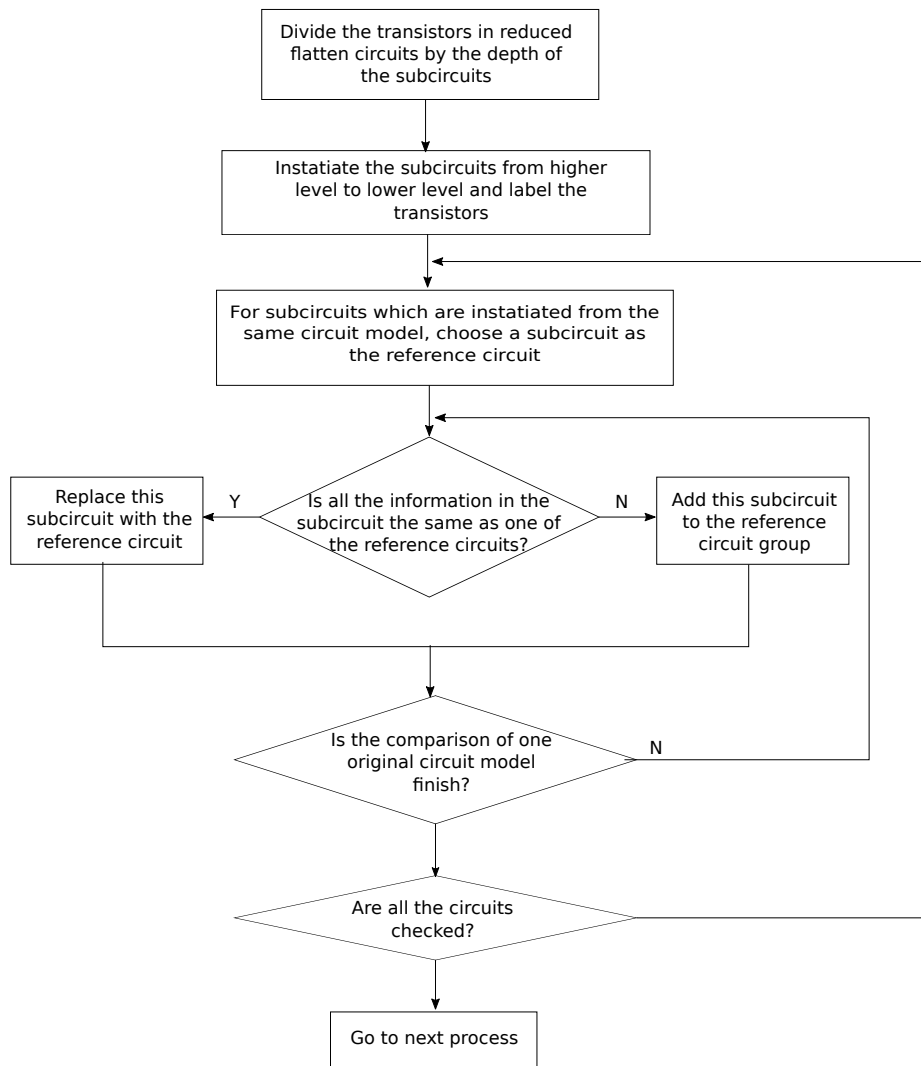 Divide the transistors in reduced
flatten circuits by the depth of
the subcircuits
Instatiate the subcircuits from higher
level to lower level and label the
transistors
For subcircuits which are instatiated from the
same circuit model, choose a subcircuit as
the reference circuit
Replace this
subcircuit with the
reference circuit
Y
Is all the information in the
subcircuit the same as one of
the reference circuits?
N
Add this subcircuit
to the reference
circuit group
Is the comparison of one
original circuit model
finish?
N
Are all the circuits
checked?
Go to next process